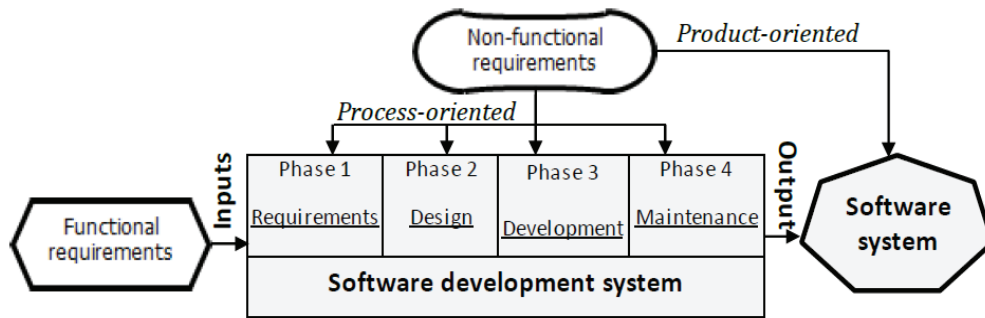 Non-functional
requirements
Product-oriented
Process-oriented
Inputs
Phase 1
Requirements
Phase 2
Design
Phase 3
Development
Phase 4
Maintenance
Output
Functional
requirements
Software
system
Software development system